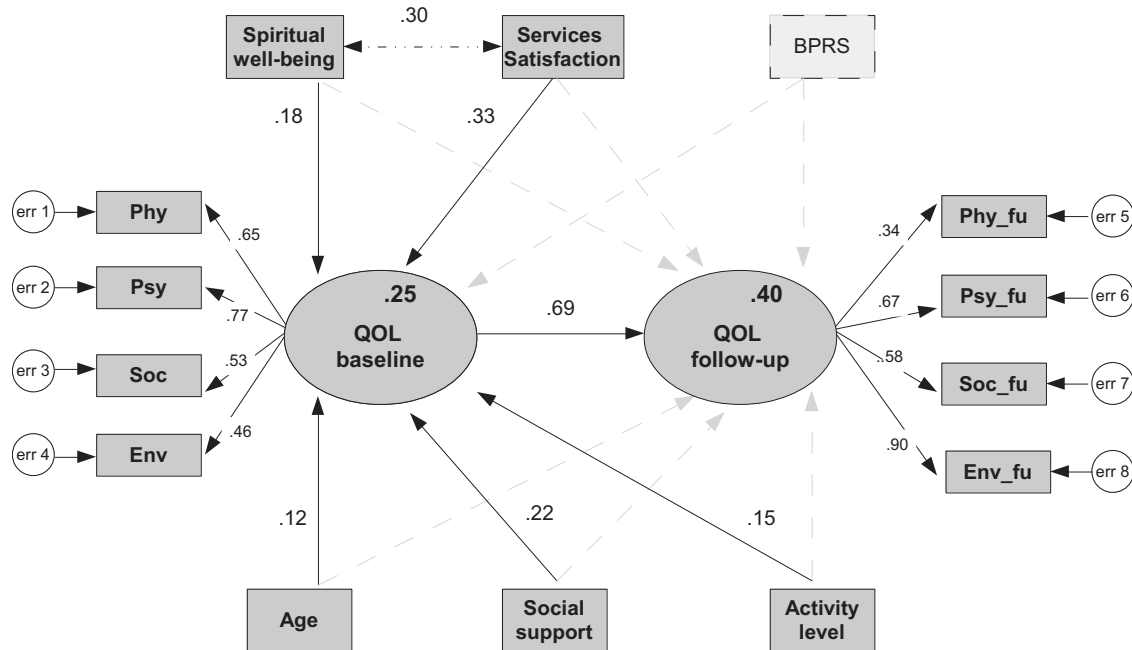 .30
Spiritual
well-being
Services
Satisfaction
BPRS
.18
.33
err 1
Phy
.65
err 2
Psy
.77
err 3
Soc
.53
err 4
Env
.46
.25
QOL
baseline
.69
.40
QOL
follow-up
.34
Phy_fu
err 5
.67
Psy_fu
err 6
.58
Soc_fu
err 7
.90
Env_fu
err 8
.12
.22
.15
Age
Social
support
Activity
level